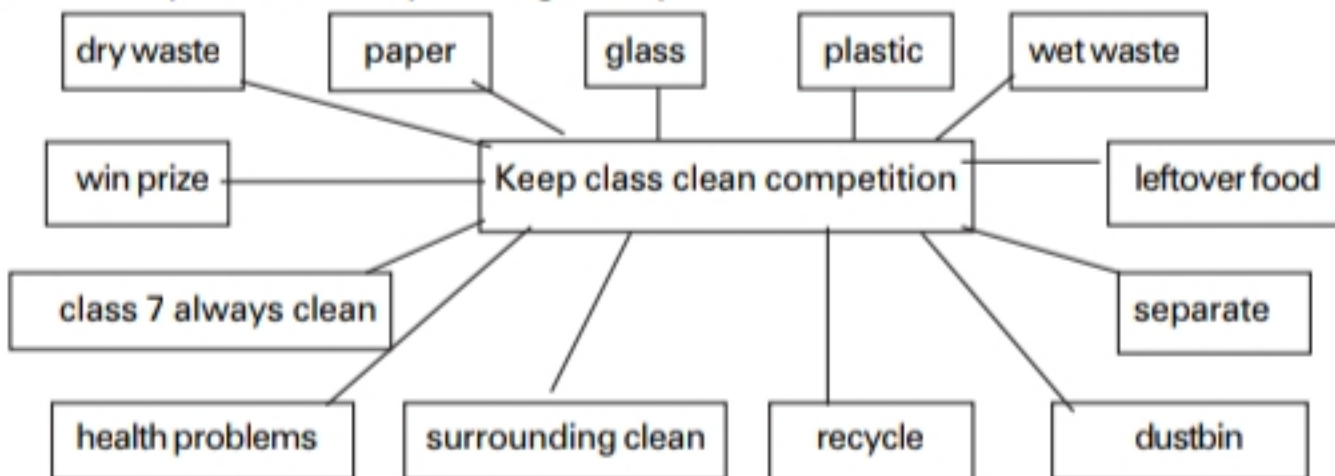 dry waste
paper
glass
plastic
wet waste
win prize
Keep class clean competition
leftover food
class 7 always clean
separate
health problems
surrounding clean
recycle
dustbin